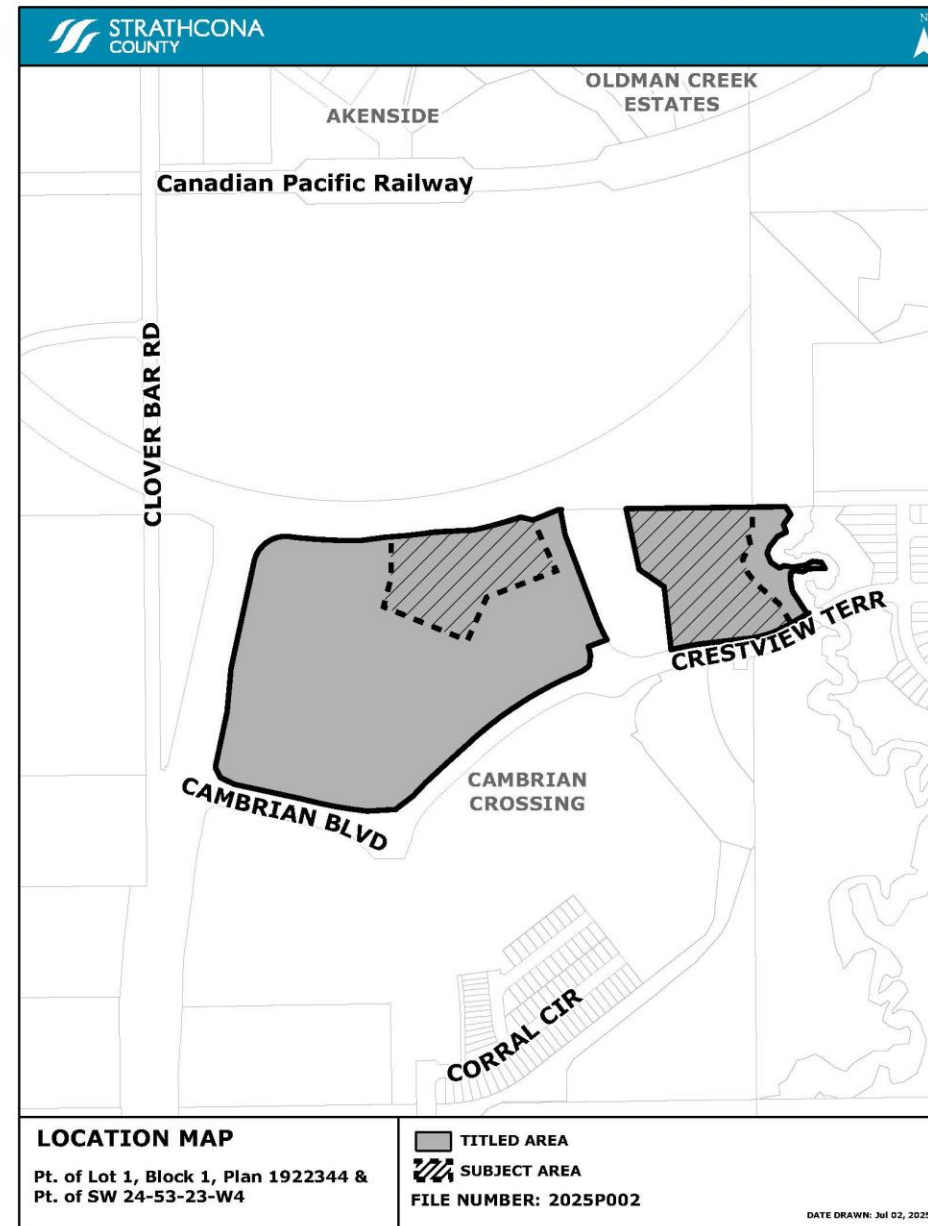 STRATHCONA
COUNTY
N
AKENSIDE
OLDMAN CREEK
ESTATES
Canadian Pacific Railway
CLOVER BAR RD
CRESTVIEW TERR
CAMBRIAN BLVD
CAMBRIAN
CROSSING
CORRAL CIR
LOCATION MAP
Pt. of Lot 1, Block 1, Plan 1922344 &
Pt. of SW 24-53-23-W4
TITLED AREA
SUBJECT AREA
FILE NUMBER: 2025P002
DATE DRAWN: Jul 02, 2025